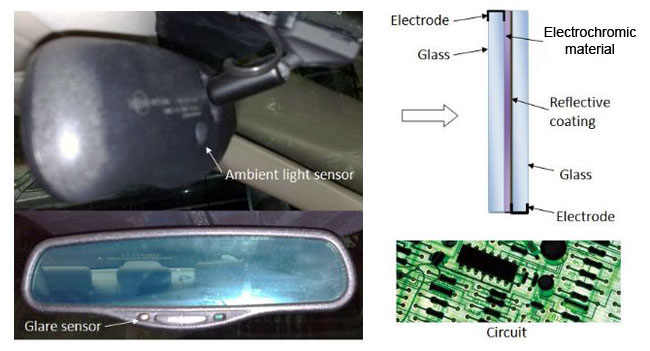 Ambient light sensor
Glare sensor
Electrode
Electrochromic
material
Glass
Reflective
coating
Glass
Electrode
Circuit